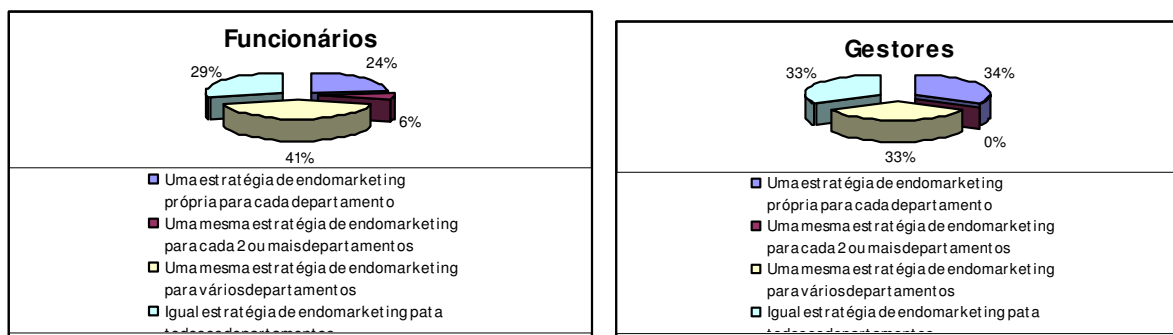 Funcionários
29%
24%
6%
41%
Uma estratégia de endomarketing
própria para cada departamento
Uma mesma estratégia de endomarketing
para cada 2 ou mais departamentos
Uma mesma estratégia de endomarketing
para vários departamentos
Igual estratégia de endomarketing pata
Gestores
33%
34%
0%
33%
Uma estratégia de endomarketing
própria para cada departamento
Uma mesma estratégia de endomarketing
para cada 2 ou mais departamentos
Uma mesma estratégia de endomarketing
para vários departamentos
Igual estratégia de endomarketing pata